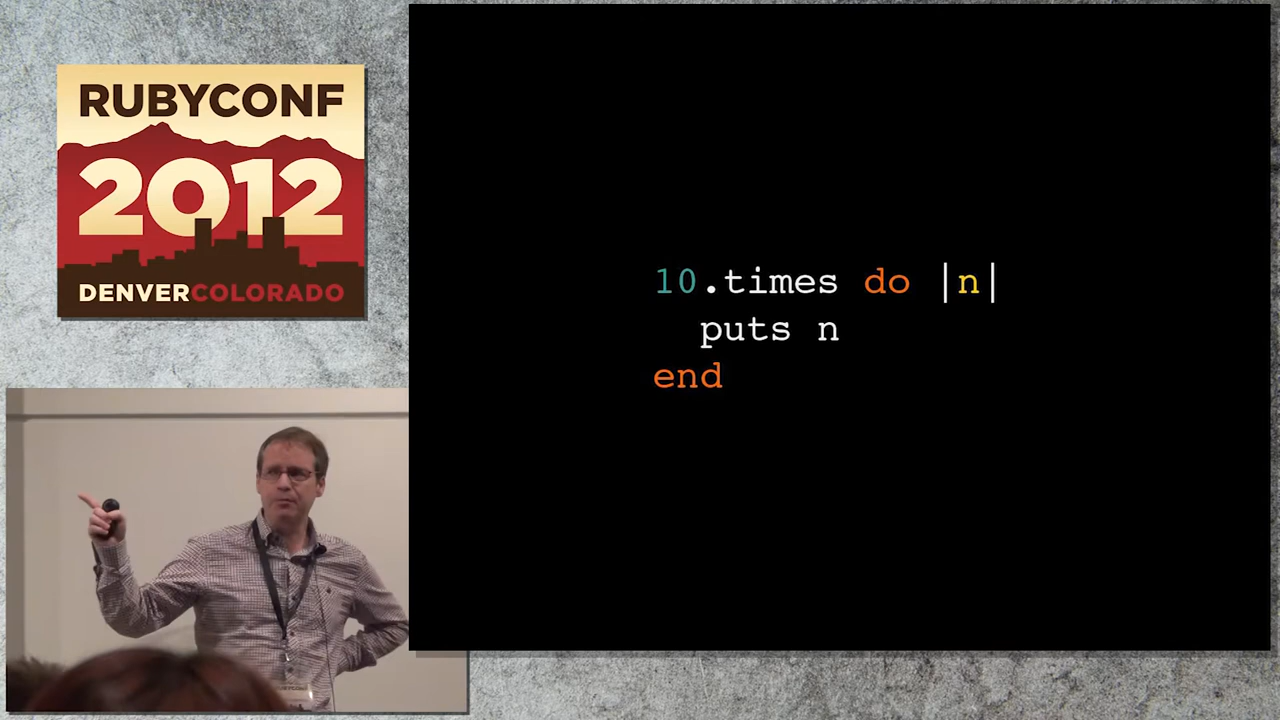 RUBYCONF
2012
DENVERCOLORADO
10.times do |n|
  puts n
end